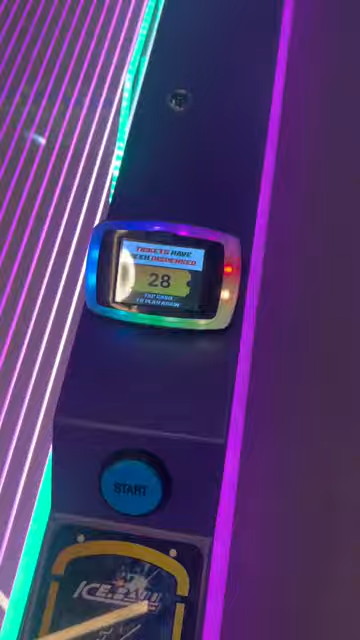 TICKETS HAVE
BEEN DISPENSED
28
TAP CARD
TO PLAY AGAIN
START
ICE BALL